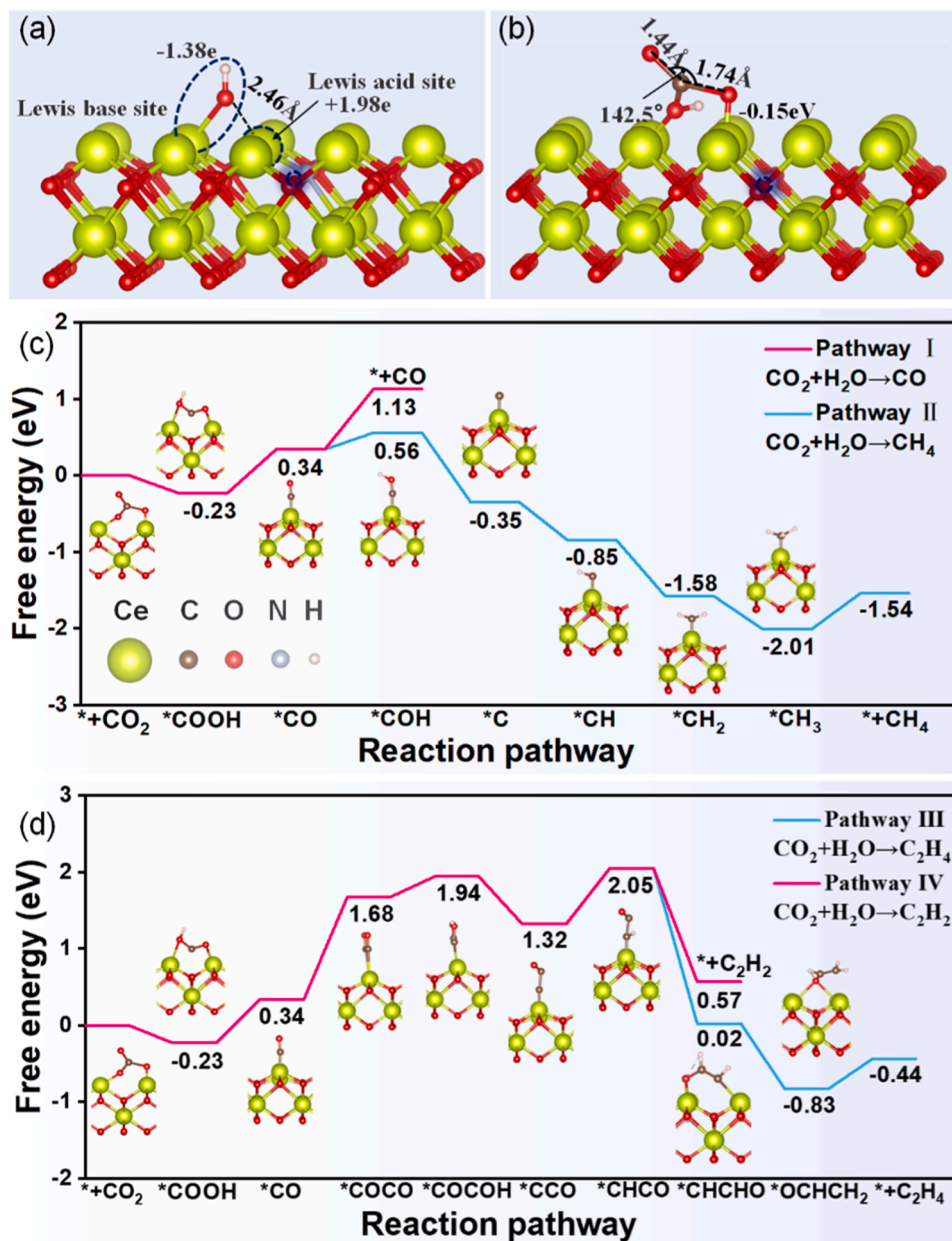 (a)
-1.38e
Lewis base site
2.46Å
Lewis acid site
+1.98e
(b)
1.44Å
1.74Å
142.5°
-0.15eV
(c)
Free energy (eV)
2
1
0
-1
-2
-3
Pathway Ⅰ
CO₂+H₂O→CO
Pathway Ⅱ
CO₂+H₂O→CH₄
*+CO
1.13
0.34
0.56
-0.23
-0.35
-0.85
-1.58
-2.01
-1.54
Ce C O N H
*+CO₂ *COOH *CO *COH *C *CH *CH₂ *CH₃ *+CH₄
Reaction pathway
(d)
Free energy (eV)
3
2
1
0
-1
-2
Pathway III
CO₂+H₂O→C₂H₄
Pathway IV
CO₂+H₂O→C₂H₂
-0.23
0.34
1.68
1.94
1.32
2.05
*+C₂H₂
0.57
0.02
-0.83
-0.44
*+CO₂ *COOH *CO *COCO *COCOH *CCO *CHCO *CHCHO *OCHCH₂ *+C₂H₄
Reaction pathway